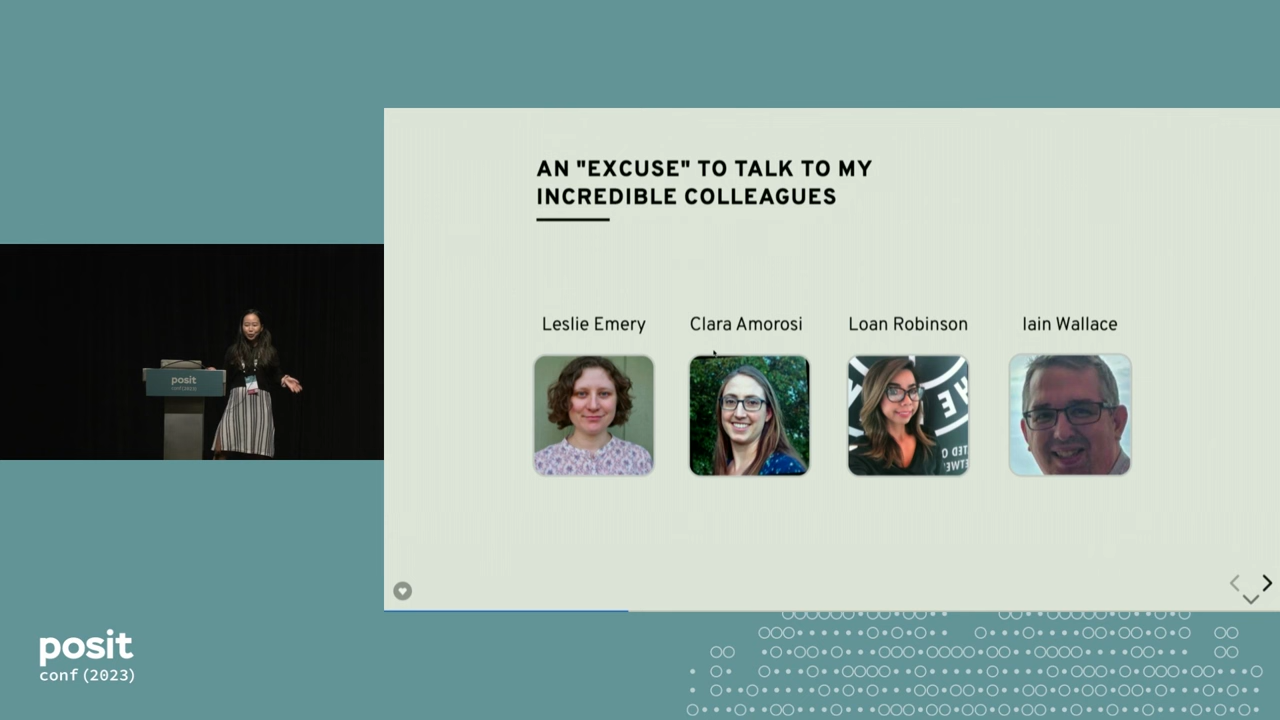 AN "EXCUSE" TO TALK TO MY
INCREDIBLE COLLEAGUES
Leslie Emery
Clara Amorosi
Loan Robinson
Iain Wallace
posit
posit
conf(2023)